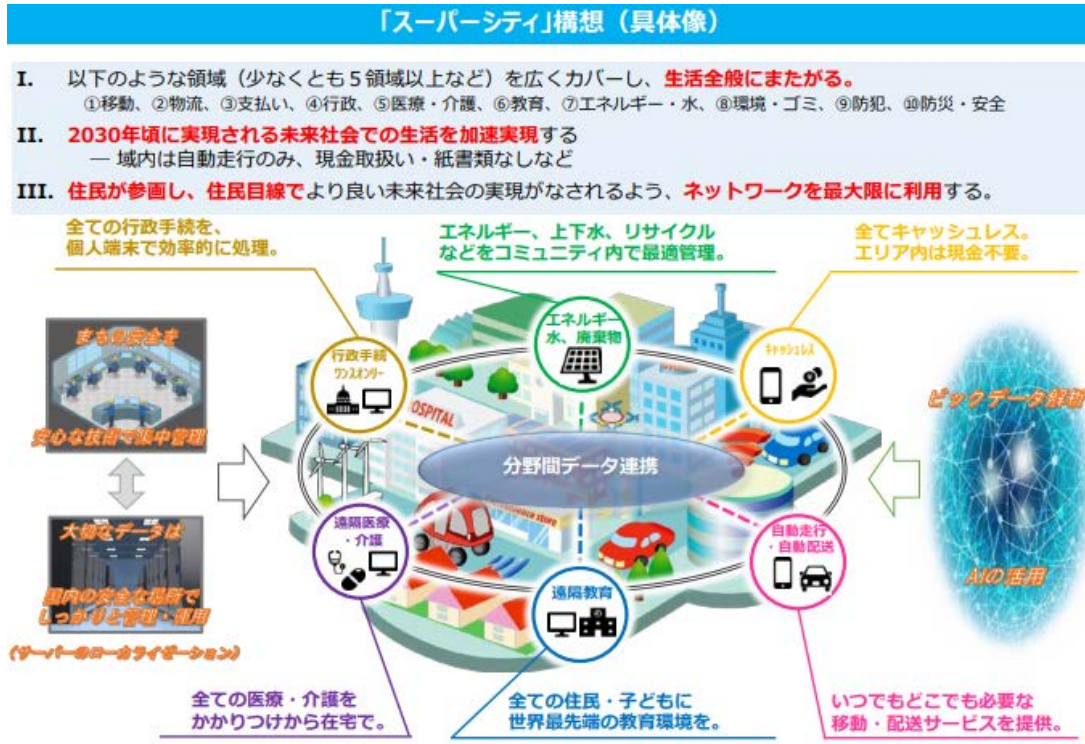 「スーパーシティ」構想（具体像）
I. 以下のような領域（少なくとも５領域以上など）を広くカバーし、生活全般にまたがる。
①移動、②物流、③支払い、④行政、⑤医療・介護、⑥教育、⑦エネルギー・水、⑧環境・ゴミ、⑨防犯、⑩防災・安全
II. 2030年頃に実現される未来社会での生活を加速実現する
― 域内は自動走行のみ、現金取扱い・紙書類なしなど
III. 住民が参画し、住民目線でより良い未来社会の実現がなされるよう、ネットワークを最大限に利用する。
全ての行政手続を、
個人端末で効率的に処理。
エネルギー、上下水、リサイクル
などをコミュニティ内で最適管理。
全てキャッシュレス。
エリア内は現金不要。
まちの安全を
安心な技術で集中管理
大切なデータは
国内の安全な場所で
しっかりと管理・運用
(サーバーのローカライゼーション)
行政手続
ワンスオンリー
エネルギー
水、廃棄物
キャッシュレス
HOSPITAL
分野間データ連携
store
遠隔医療
・介護
遠隔教育
自動走行
・自動配送
ビックデータ解析
AIの活用
全ての医療・介護を
かかりつけから在宅で。
全ての住民・子どもに
世界最先端の教育環境を。
いつでもどこでも必要な
移動・配送サービスを提供。